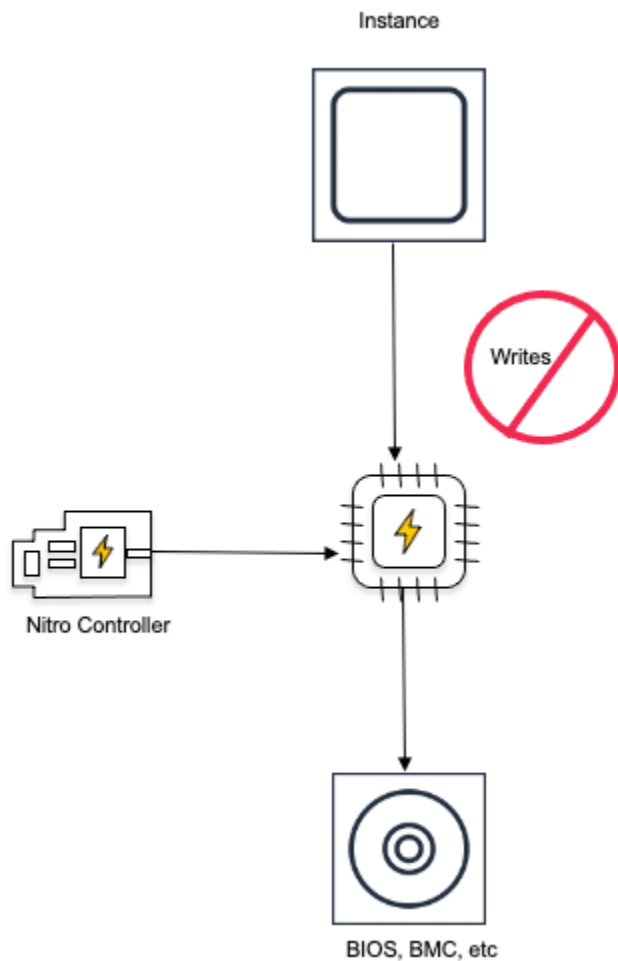 Instance
Writes
Nitro Controller
BIOS, BMC, etc